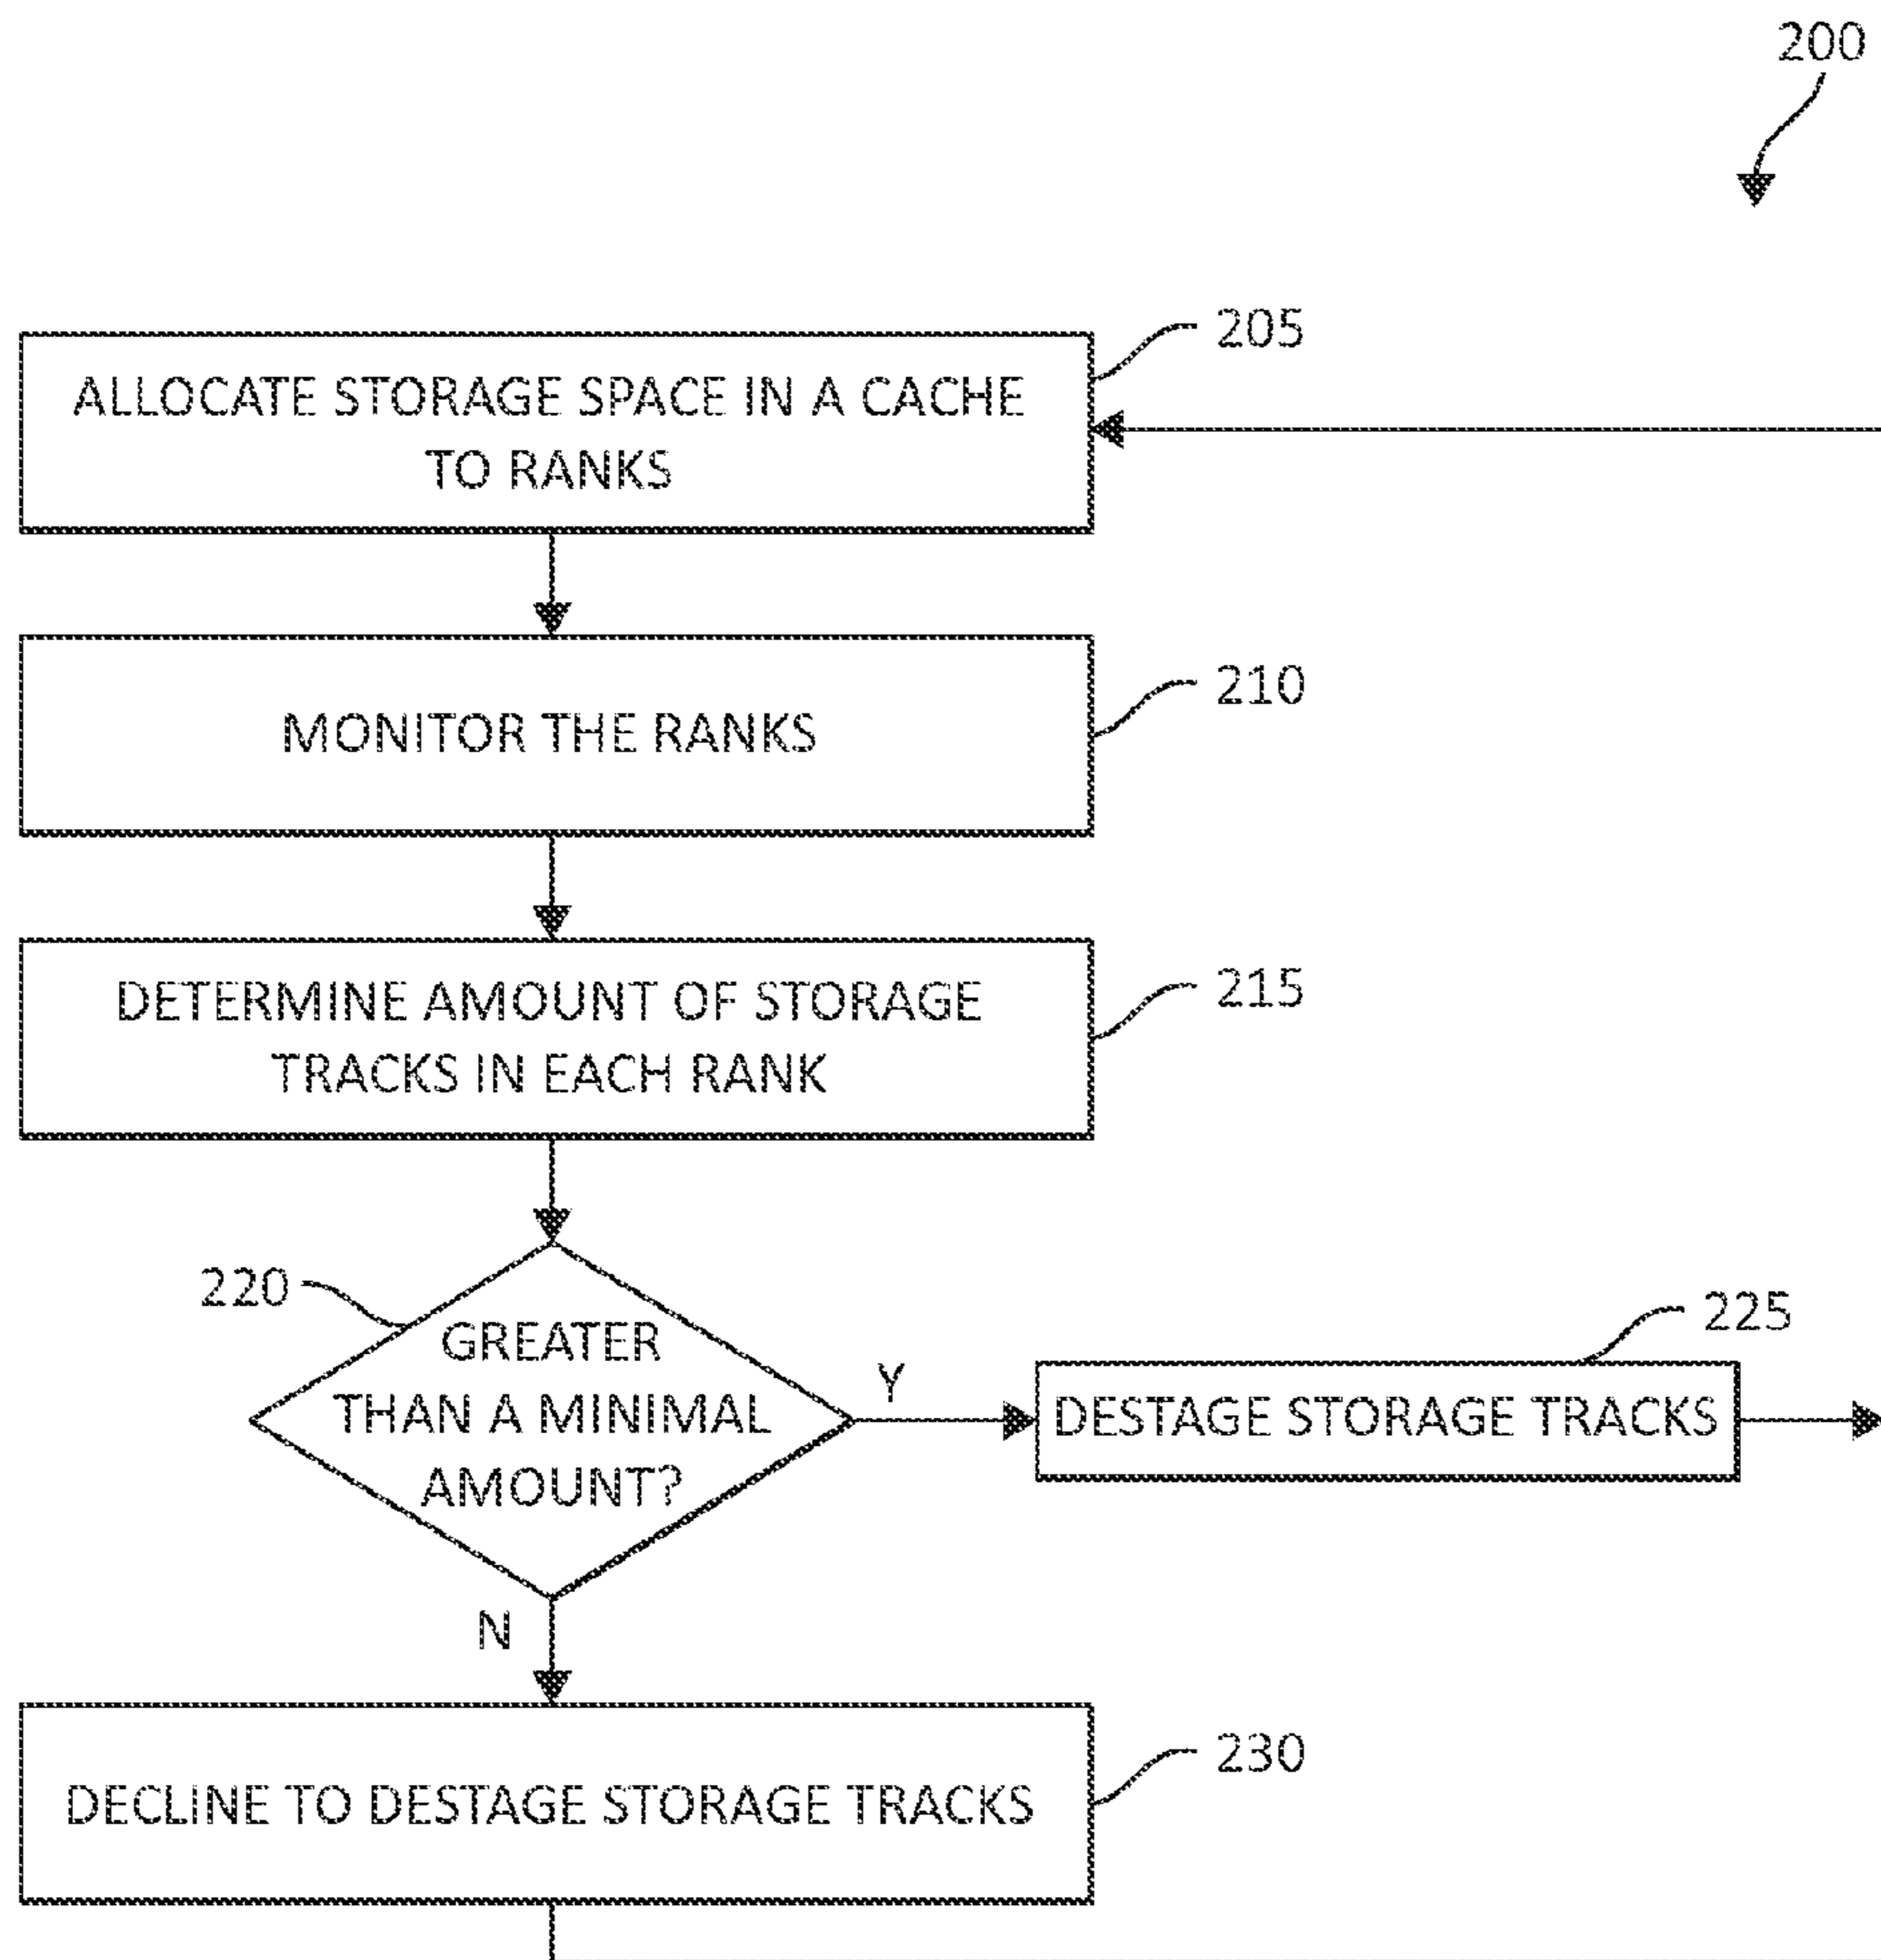 200
205
ALLOCATE STORAGE SPACE IN A CACHE
TO RANKS
210
MONITOR THE RANKS
215
DETERMINE AMOUNT OF STORAGE
TRACKS IN EACH RANK
220
GREATER
THAN A MINIMAL
AMOUNT?
Y
225
DESTAGE STORAGE TRACKS
N
230
DECLINE TO DESTAGE STORAGE TRACKS